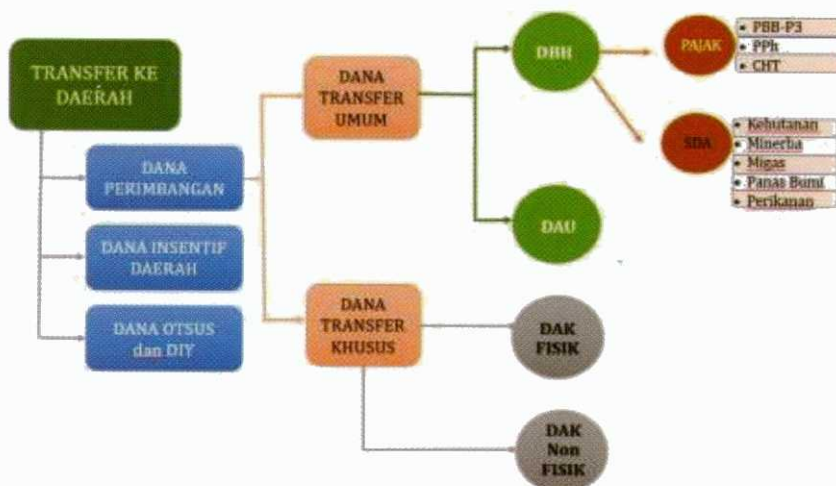 TRANSFER KE
DAERAH
DANA
PERIMBANGAN
DANA INSENTIF
DAERAH
DANA OTSUS
dan DIY
DANA
TRANSFER
UMUM
DANA
TRANSFER
KHUSUS
DBH
DAU
DAK
FISIK
DAK
Non
FISIK
PAJAK
• PBB-P3
• PPh
• CHT
SDA
• Kehutanan
• Minerba
• Migas
• Panas Bumi
• Perikanan